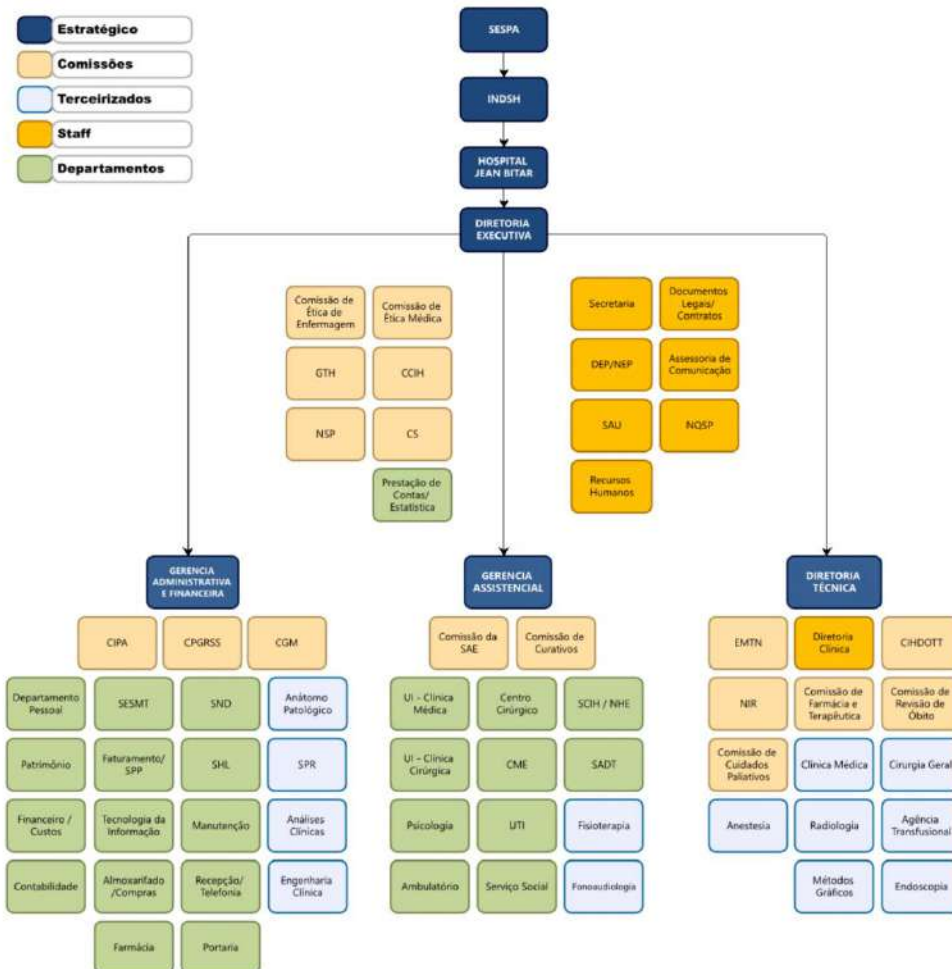 Estratégico
Comissões
Terceirizados
Staff
Departamentos
SESPA
INDSH
HOSPITAL
JEAN BITAR
DIRETORIA
EXECUTIVA
Comissão de
Ética de
Enfermagem
Comissão de
Ética Médica
GTH
CCIH
NSP
CS
Prestação de
Contas/
Estatística
Secretaria
Documentos
Legais/
Contratos
DEP/NEP
Assessoria de
Comunicação
SAU
NQSP
Recursos
Humanos
GERENCIA
ADMINISTRATIVA
E FINANCEIRA
CIPA
CPGRSS
CGM
Departamento
Pessoal
SESMT
SND
Anátomo
Patológico
Patrimônio
Faturamento/
SPP
SHL
SPR
Financeiro /
Custos
Tecnologia da
Informação
Manutenção
Análises
Clínicas
Contabilidade
Almoxarifado
/Compras
Recepção/
Telefonia
Engenharia
Clínica
Farmácia
Portaria
GERENCIA
ASSISTENCIAL
Comissão da
SAE
Comissão de
Curativos
UI - Clínica
Médica
Centro
Cirúrgico
SCIH / NHE
UI - Clínica
Cirúrgica
CME
SADT
Psicologia
UTI
Fisioterapia
Ambulatório
Serviço Social
Fonoaudiologia
DIRETORIA
TÉCNICA
EMTN
Diretoria
Clínica
CIHDOTT
NIR
Comissão de
Farmácia e
Terapêutica
Comissão de
Revisão de
Óbito
Comissão de
Cuidados
Paliativos
Clínica Médica
Cirurgia Geral
Anestesia
Radiologia
Agência
Transfusional
Métodos
Gráficos
Endoscopia